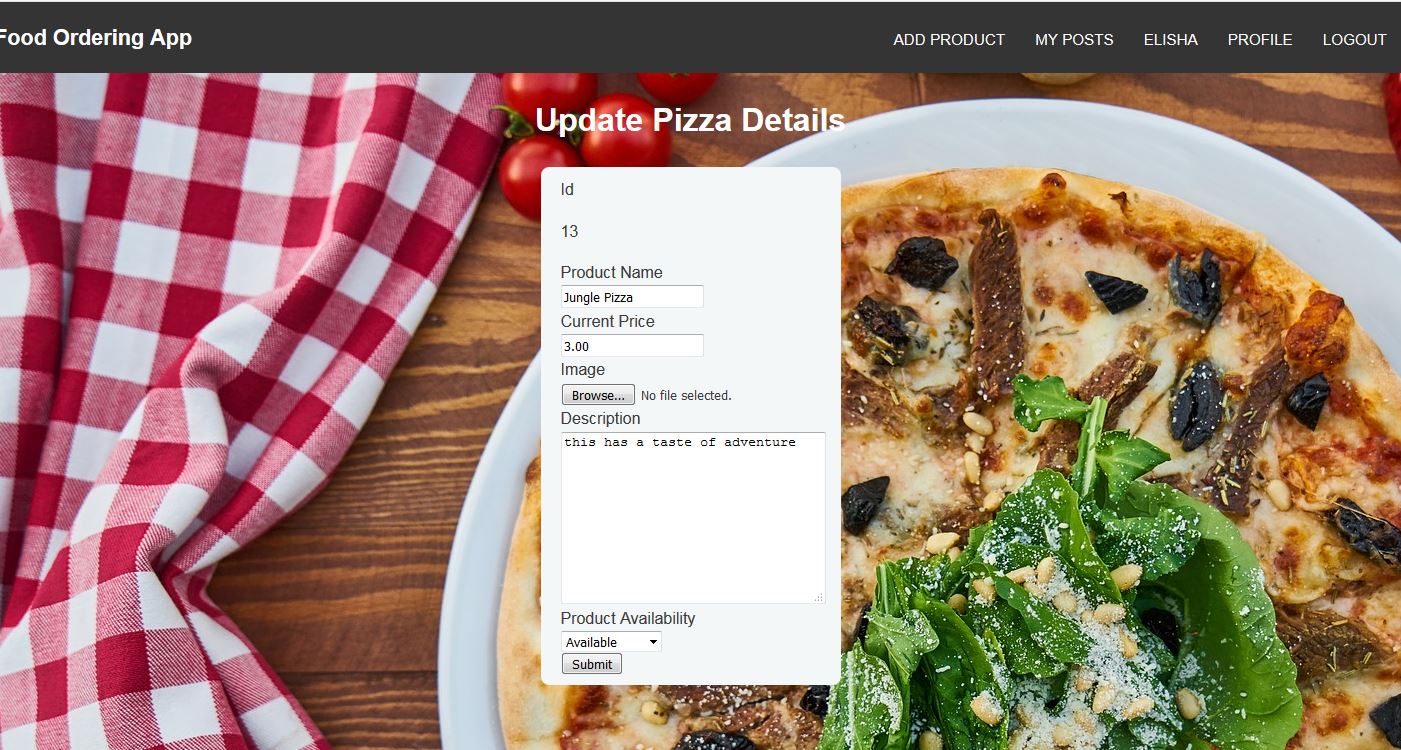 Food Ordering App
ADD PRODUCT MY POSTS ELISHA PROFILE LOGOUT
Update Pizza Details
Id
13
Product Name
Jungle Pizza
Current Price
3.00
Image
Browse... No file selected.
Description
this has a taste of adventure
Product Availability
Available
Submit